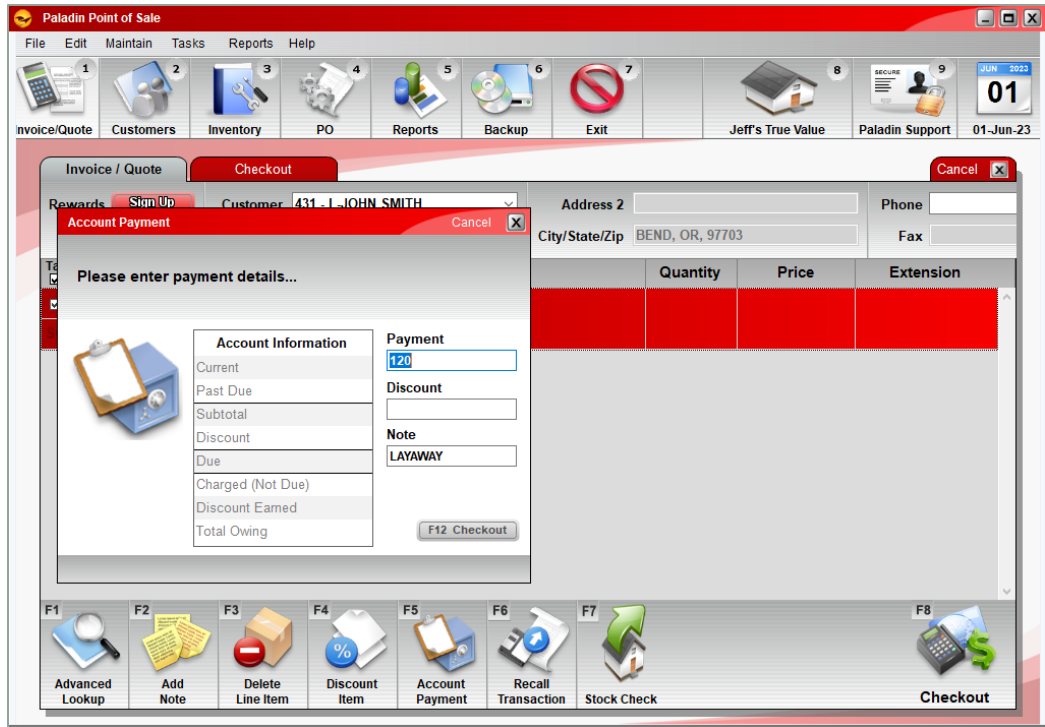 Paladin Point of Sale
File Edit Maintain Tasks Reports Help
1 2 3 4 5 6 7 8 SECURE 9 JUN 2023
01
nvoice/Quote Customers Inventory PO Reports Backup Exit Jeff's True Value Paladin Support 01-Jun-23
Invoice / Quote Checkout Cancel
Rewards Sign Up Customer 431 - L-JOHN SMITH Address 2 Phone
City/State/Zip BEND, OR, 97703 Fax
Account Payment Cancel
Please enter payment details...
Quantity Price Extension
Account Information
Current
Past Due
Subtotal
Discount
Due
Charged (Not Due)
Discount Earned
Total Owing
Payment
120
Discount
Note
LAYAWAY
F12 Checkout
F1 F2 F3 F4 F5 F6 F7 F8
Advanced Lookup
Add Note
Delete Line Item
Discount Item
Account Payment
Recall Transaction
Stock Check
Checkout